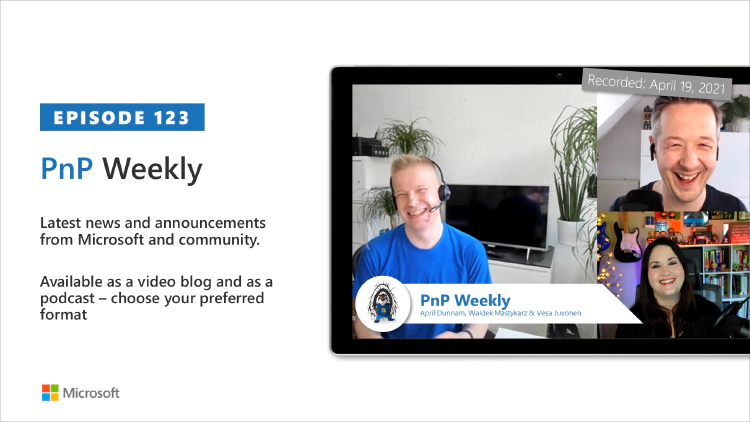 EPISODE 123
PnP Weekly
Latest news and announcements
from Microsoft and community.
Available as a video blog and as a
podcast – choose your preferred
format
Microsoft
Recorded: April 19, 2021
PnP Weekly
April Dunnam, Waldek Mastykarz & Vesa Juvonen